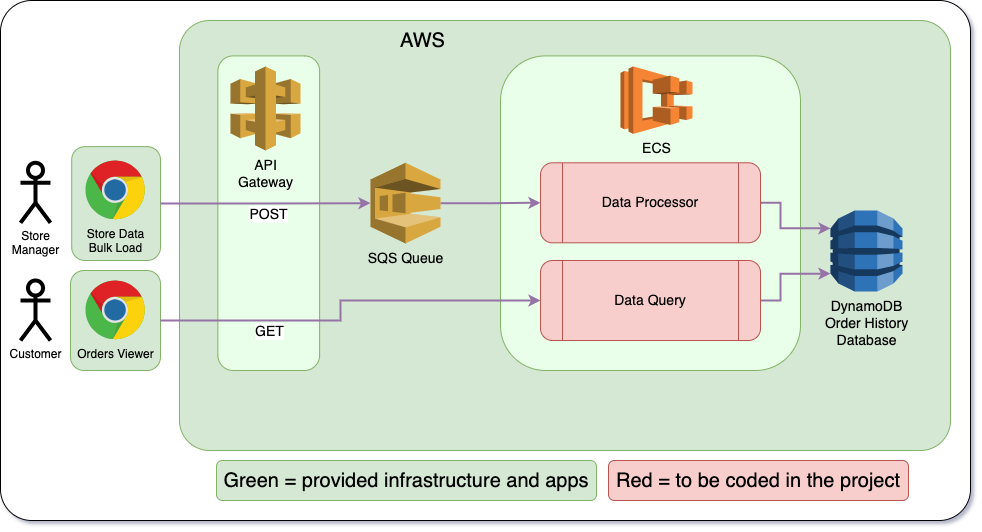 AWS
API
Gateway
ECS
Store
Manager
Store Data
Bulk Load
POST
SQS Queue
Data Processor
Customer
Orders Viewer
GET
Data Query
DynamoDB
Order History
Database
Green = provided infrastructure and apps
Red = to be coded in the project